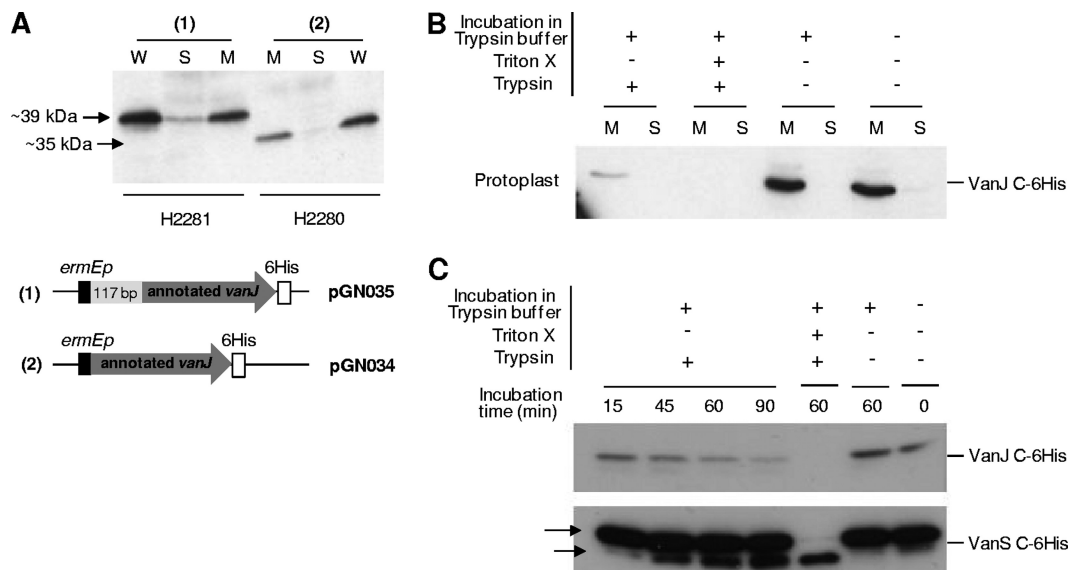 A
(1) (2)
W S M M S W
~39 kDa
~35 kDa
H2281 H2280
ermEp 6His
(1) 117 bp annotated vanJ pGN035
ermEp 6His
(2) annotated vanJ pGN034
B
Incubation in
Trypsin buffer + + + -
Triton X - + - -
Trypsin + + - -
M S M S M S M S
Protoplast VanJ C-6His
C
Incubation in
Trypsin buffer + + + -
Triton X - + - -
Trypsin + + - -
Incubation
time (min) 15 45 60 90 60 60 0
VanJ C-6His
VanS C-6His